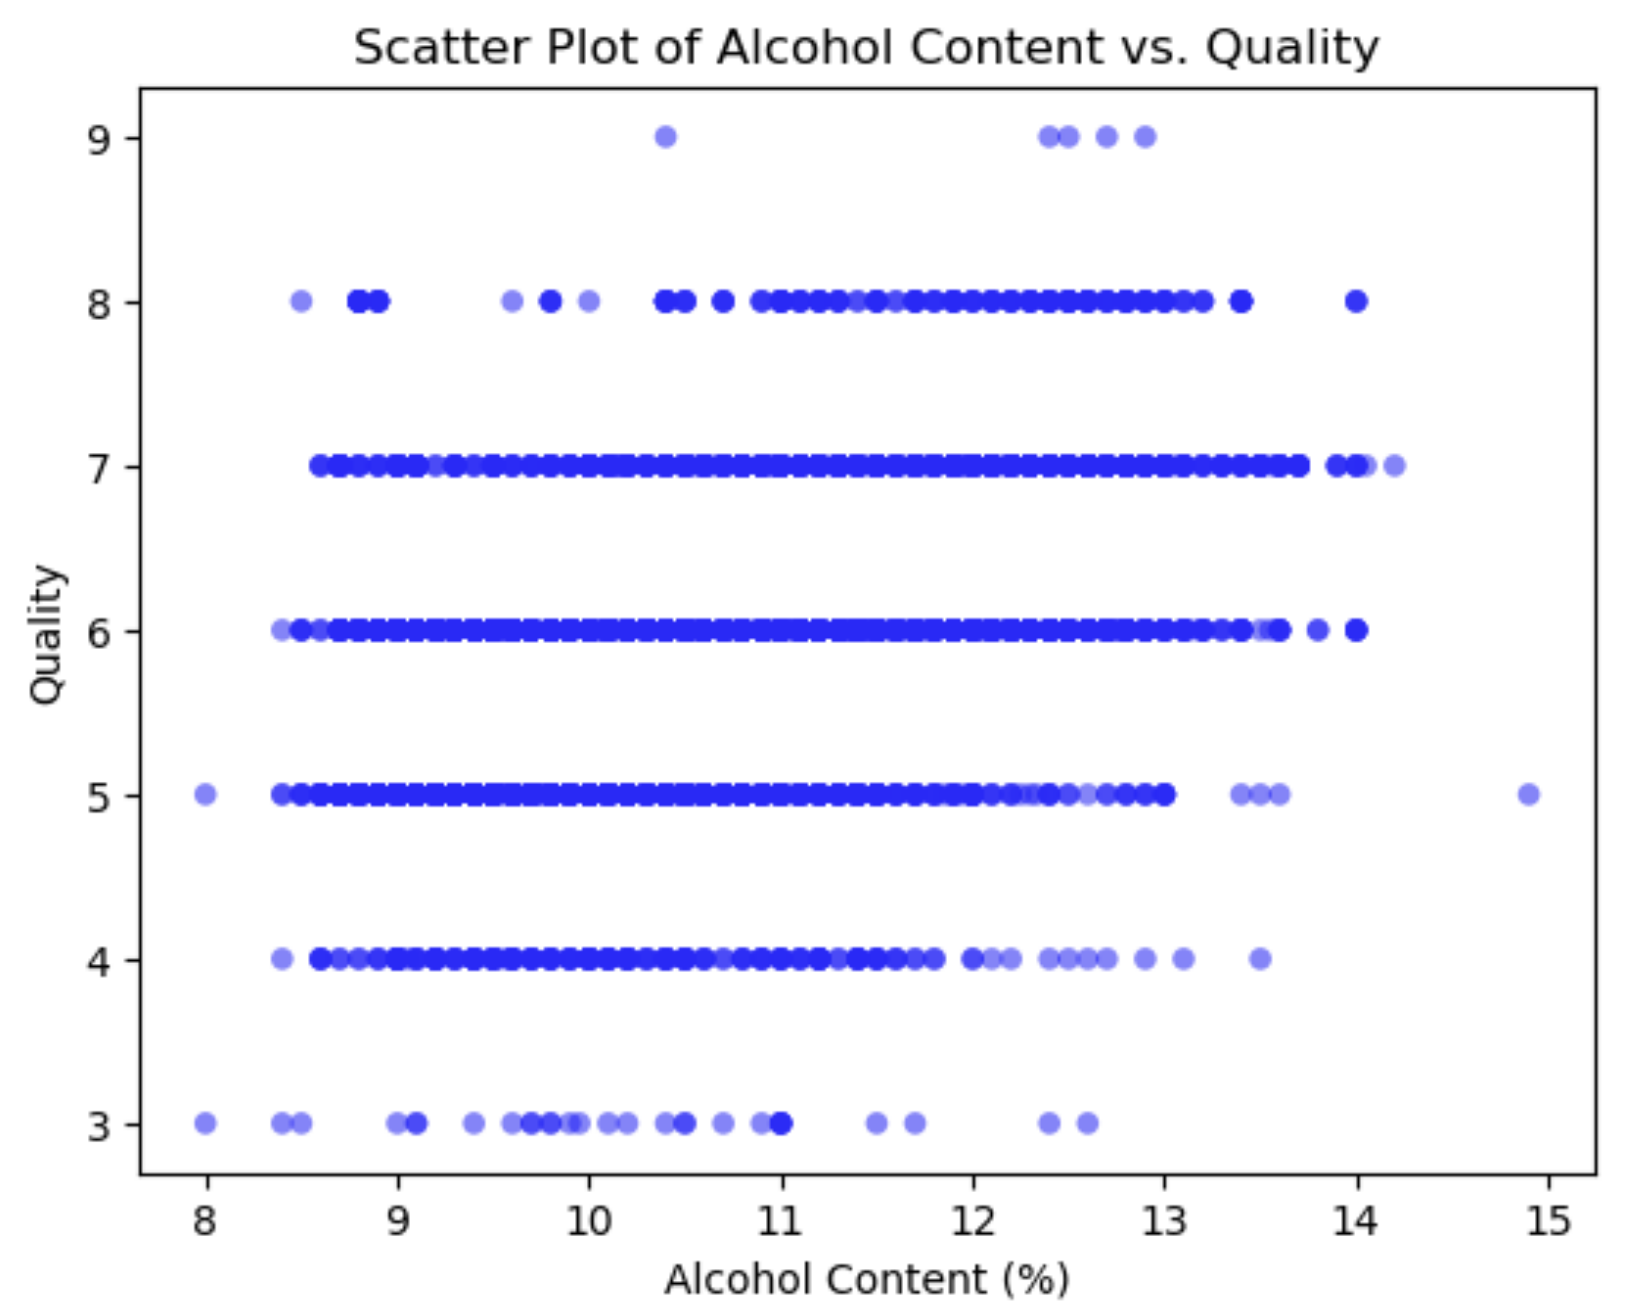 Scatter Plot of Alcohol Content vs. Quality
9
8
7
6
5
4
3
Quality
8 9 10 11 12 13 14 15
Alcohol Content (%)